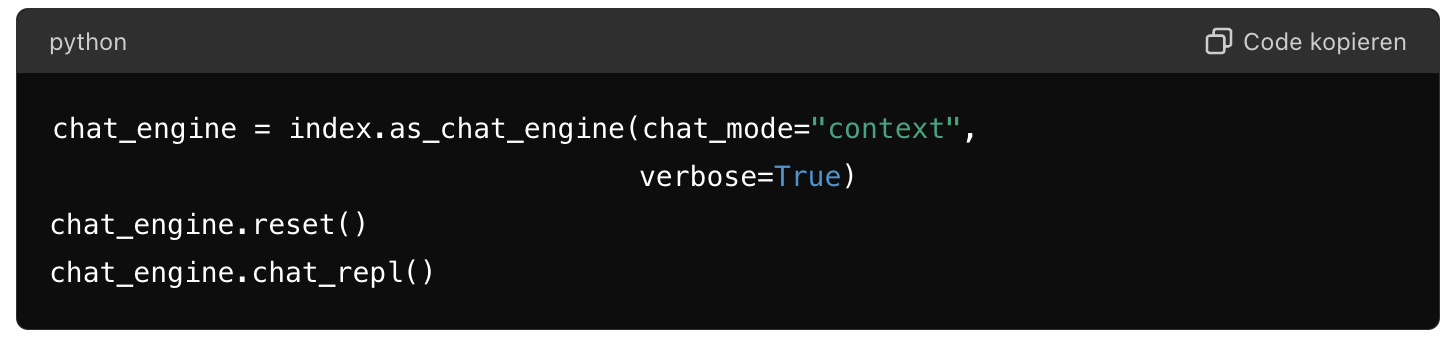 python
Code kopieren
chat_engine = index.as_chat_engine(chat_mode="context",
                                   verbose=True)
chat_engine.reset()
chat_engine.chat_repl()